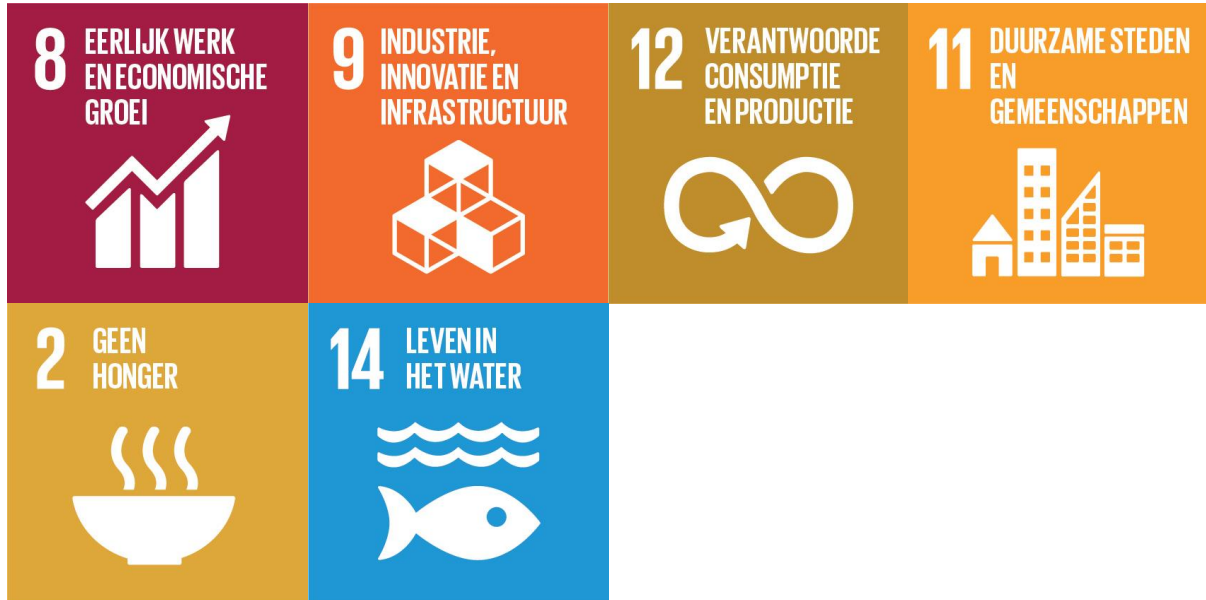 8 EERLIJK WERK
EN ECONOMISCHE
GROEI
9 INDUSTRIE,
INNOVATIE EN
INFRASTRUCTUUR
12 VERANTWOORDE
CONSUMPTIE
EN PRODUCTIE
11 DUURZAME STEDEN
EN
GEMEENSCHAPPEN
2 GEEN
HONGER
14 LEVEN IN
HET WATER